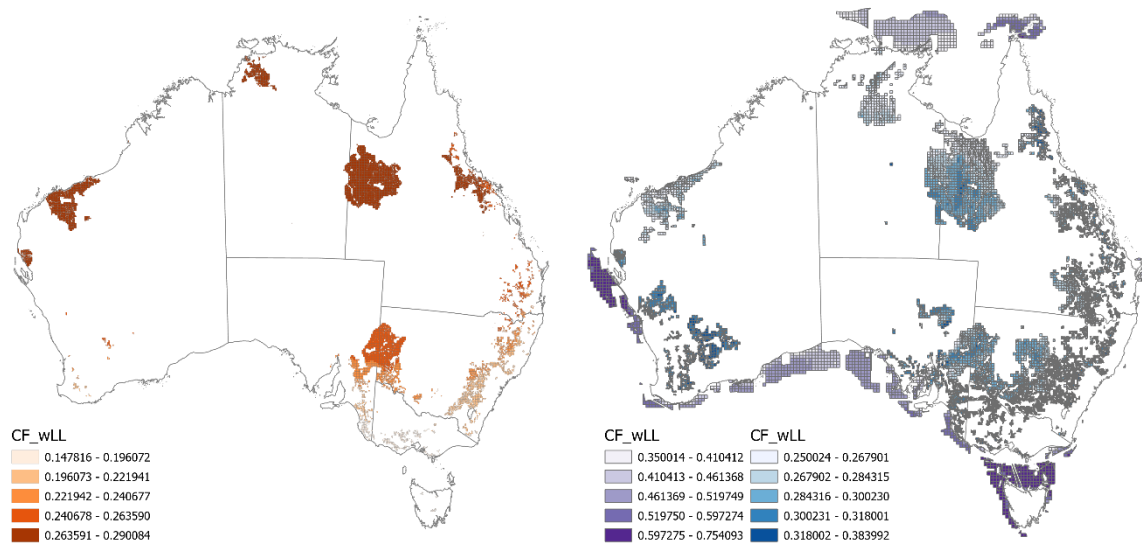 CF_wLL
0.147816 - 0.196072
0.196073 - 0.221941
0.221942 - 0.240677
0.240678 - 0.263590
0.263591 - 0.290084
CF_wLL
0.350014 - 0.410412
0.410413 - 0.461368
0.461369 - 0.519749
0.519750 - 0.597274
0.597275 - 0.754093
CF_wLL
0.250024 - 0.267901
0.267902 - 0.284315
0.284316 - 0.300230
0.300231 - 0.318001
0.318002 - 0.383992